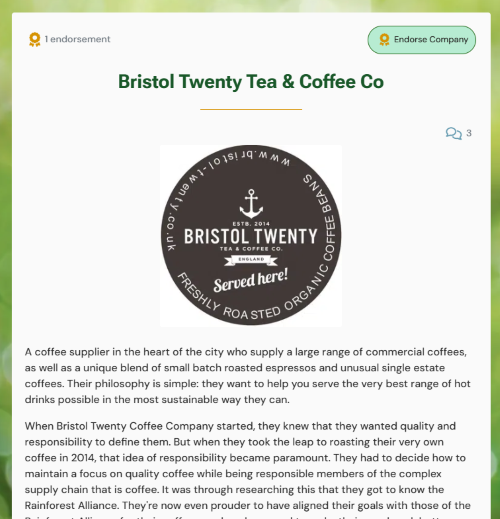 1 endorsement
Endorse Company
Bristol Twenty Tea & Coffee Co
3
www.bristol-twenty.co.uk
ESTB. 2014
BRISTOL TWENTY
TEA & COFFEE CO.
ENGLAND
Served here!
FRESHLY ROASTED ORGANIC COFFEE BEANS
A coffee supplier in the heart of the city who supply a large range of commercial coffees,
as well as a unique blend of small batch roasted espressos and unusual single estate
coffees. Their philosophy is simple: they want to help you serve the very best range of hot
drinks possible in the most sustainable way they can.
When Bristol Twenty Coffee Company started, they knew that they wanted quality and
responsibility to define them. But when they took the leap to roasting their very own
coffee in 2014, that idea of responsibility became paramount. They had to decide how to
maintain a focus on quality coffee while being responsible members of the complex
supply chain that is coffee. It was through researching this that they got to know the
Rainforest Alliance. They're now even prouder to have aligned their goals with those of the